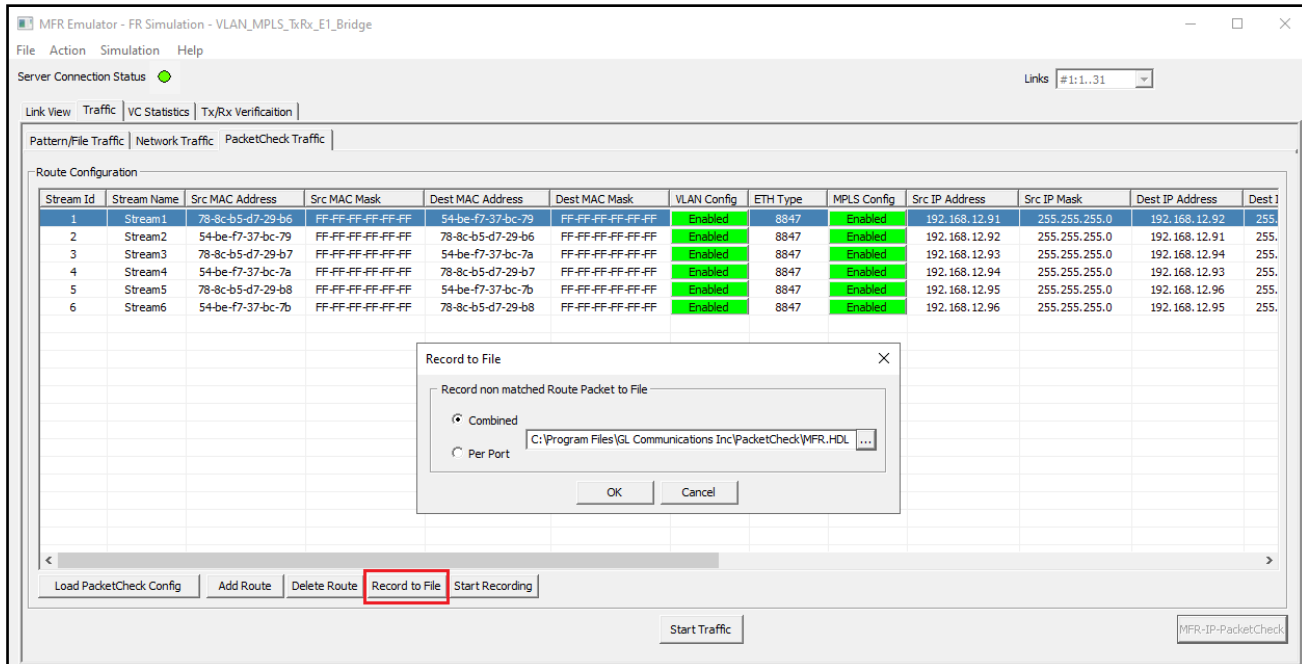 MFR Emulator - FR Simulation - VLAN_MPLS_TxRx_E1_Bridge
File Action Simulation Help
Server Connection Status
Links #1:1..31
Link View Traffic VC Statistics Tx/Rx Verificaition
Pattern/File Traffic Network Traffic PacketCheck Traffic
Route Configuration
Stream Id Stream Name Src MAC Address Src MAC Mask Dest MAC Address Dest MAC Mask VLAN Config ETH Type MPLS Config Src IP Address Src IP Mask Dest IP Address Dest I
1 Stream1 78-8c-b5-d7-29-b6 FF-FF-FF-FF-FF-FF 54-be-f7-37-bc-79 FF-FF-FF-FF-FF-FF Enabled 8847 Enabled 192.168.12.91 255.255.255.0 192.168.12.92 255.
2 Stream2 54-be-f7-37-bc-79 FF-FF-FF-FF-FF-FF 78-8c-b5-d7-29-b6 FF-FF-FF-FF-FF-FF Enabled 8847 Enabled 192.168.12.92 255.255.255.0 192.168.12.91 255.
3 Stream3 78-8c-b5-d7-29-b7 FF-FF-FF-FF-FF-FF 54-be-f7-37-bc-7a FF-FF-FF-FF-FF-FF Enabled 8847 Enabled 192.168.12.93 255.255.255.0 192.168.12.94 255.
4 Stream4 54-be-f7-37-bc-7a FF-FF-FF-FF-FF-FF 78-8c-b5-d7-29-b7 FF-FF-FF-FF-FF-FF Enabled 8847 Enabled 192.168.12.94 255.255.255.0 192.168.12.93 255.
5 Stream5 78-8c-b5-d7-29-b8 FF-FF-FF-FF-FF-FF 54-be-f7-37-bc-7b FF-FF-FF-FF-FF-FF Enabled 8847 Enabled 192.168.12.95 255.255.255.0 192.168.12.96 255.
6 Stream6 54-be-f7-37-bc-7b FF-FF-FF-FF-FF-FF 78-8c-b5-d7-29-b8 FF-FF-FF-FF-FF-FF Enabled 8847 Enabled 192.168.12.96 255.255.255.0 192.168.12.95 255.
Record to File
Record non matched Route Packet to File
Combined
C:\Program Files\GL Communications Inc\PacketCheck\MFR.HDL ...
Per Port
OK Cancel
Load PacketCheck Config Add Route Delete Route Record to File Start Recording
Start Traffic MFR-IP-PacketCheck